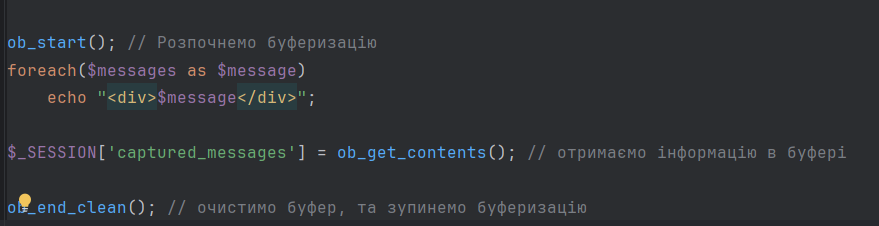 ob_start(); // Розпочнемо буферизацію
foreach($messages as $message)
    echo "<div>$message</div>";
$_SESSION['captured_messages'] = ob_get_contents(); // отримаємо інформацію в буфері
ob_end_clean(); // очистимо буфер, та зупинемо буферизацію